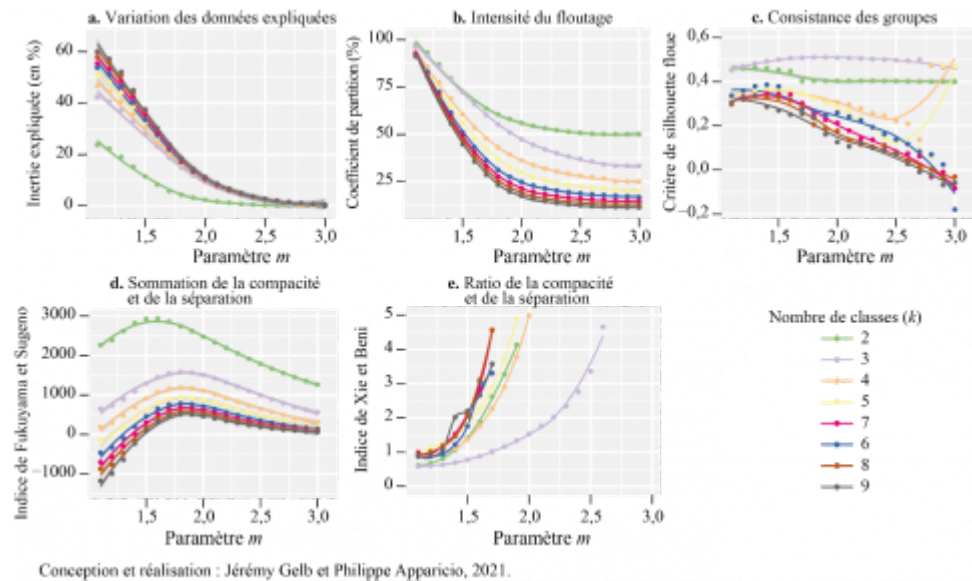 a. Variation des données expliquées
Inertie expliquée (en %)
60
40
20
0
1,5 2,0 2,5 3,0
Paramètre m
b. Intensité du floutage
Coefficient de partition (%)
100
75
50
25
1,5 2,0 2,5 3,0
Paramètre m
c. Consistance des groupes
Critère de silhouette floue
0,6
0,4
0,2
0,0
−0,2
1,5 2,0 2,5 3,0
Paramètre m
d. Sommation de la compacité
et de la séparation
Indice de Fukuyama et Sugeno
3000
2000
1000
0
−1000
1,5 2,0 2,5 3,0
Paramètre m
e. Ratio de la compacité
et de la séparation
Indice de Xie et Beni
5
4
3
2
1
0
1,5 2,0 2,5 3,0
Paramètre m
Nombre de classes (k)
2
3
4
5
7
6
8
9
Conception et réalisation : Jérémy Gelb et Philippe Apparicio, 2021.